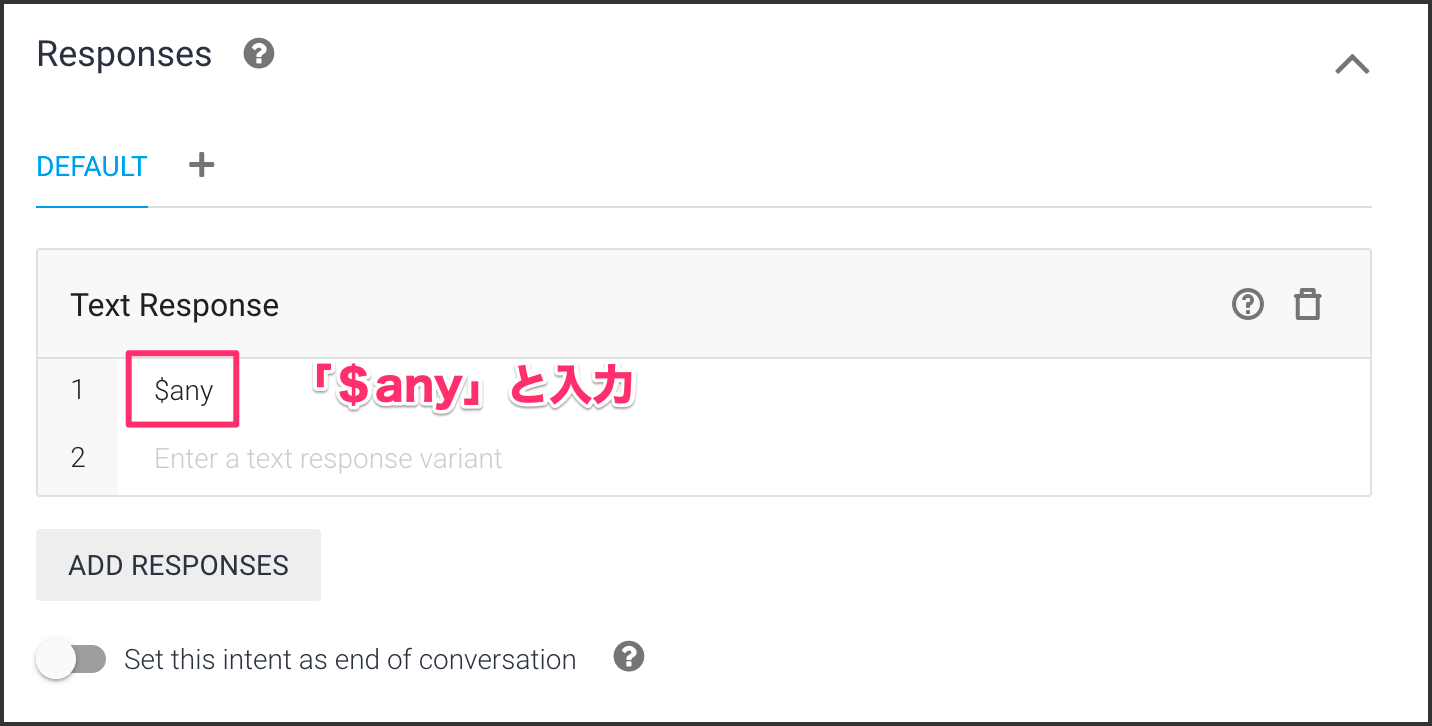 Responses
DEFAULT +
Text Response
1 $any 「$any」と入力
2 Enter a text response variant
ADD RESPONSES
Set this intent as end of conversation